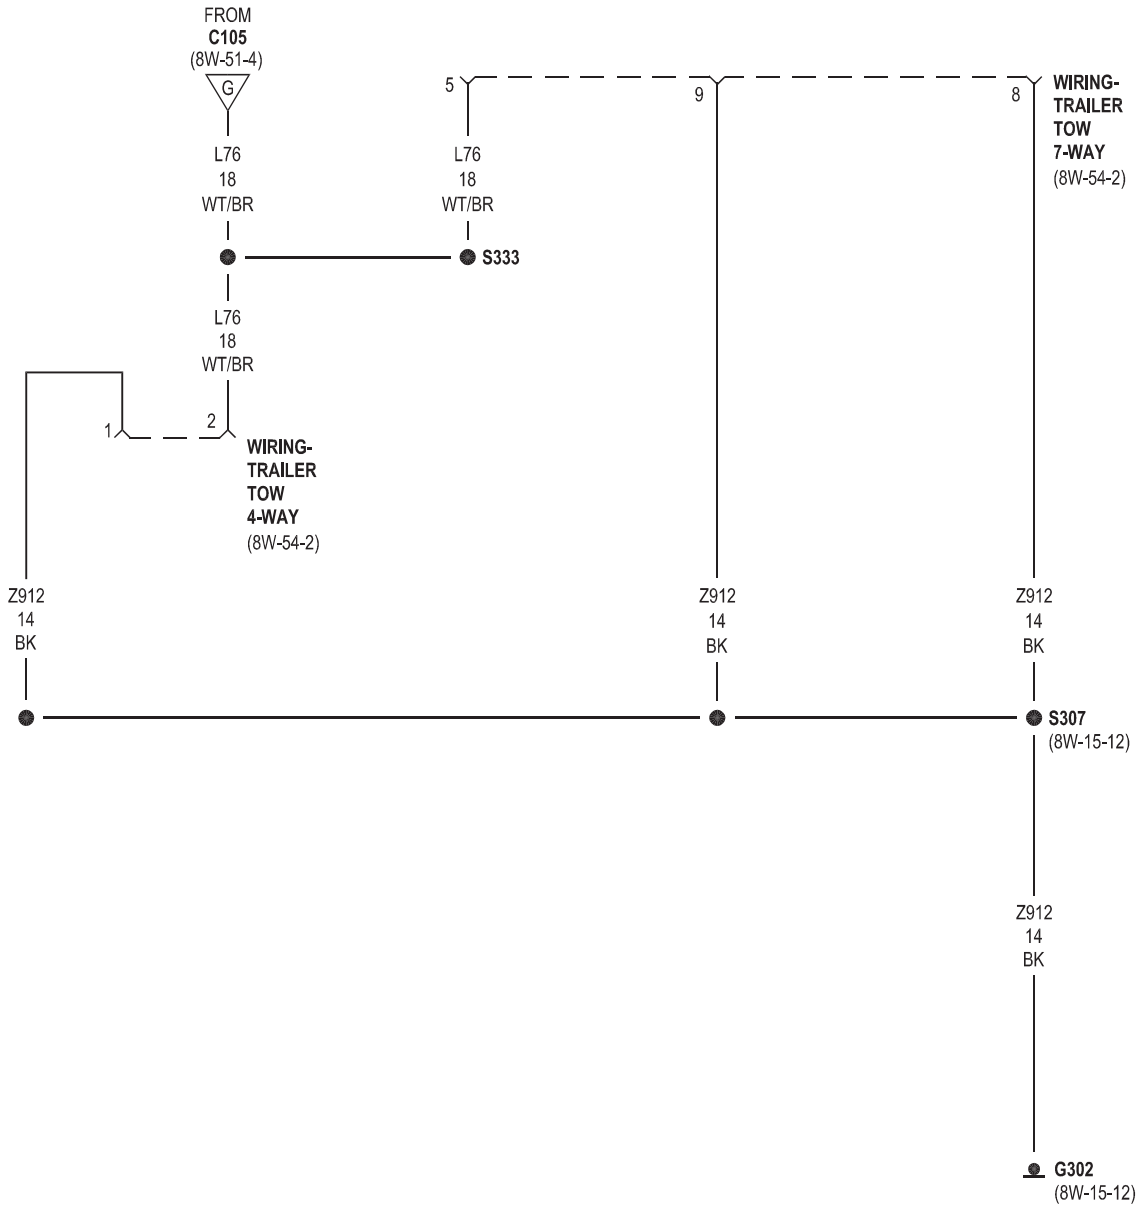 FROM
C105
(8W-51-4)
G
5
9
8
WIRING-
TRAILER
TOW
7-WAY
(8W-54-2)
L76
18
WT/BR
L76
18
WT/BR
S333
L76
18
WT/BR
1
2
WIRING-
TRAILER
TOW
4-WAY
(8W-54-2)
Z912
14
BK
Z912
14
BK
Z912
14
BK
S307
(8W-15-12)
Z912
14
BK
G302
(8W-15-12)